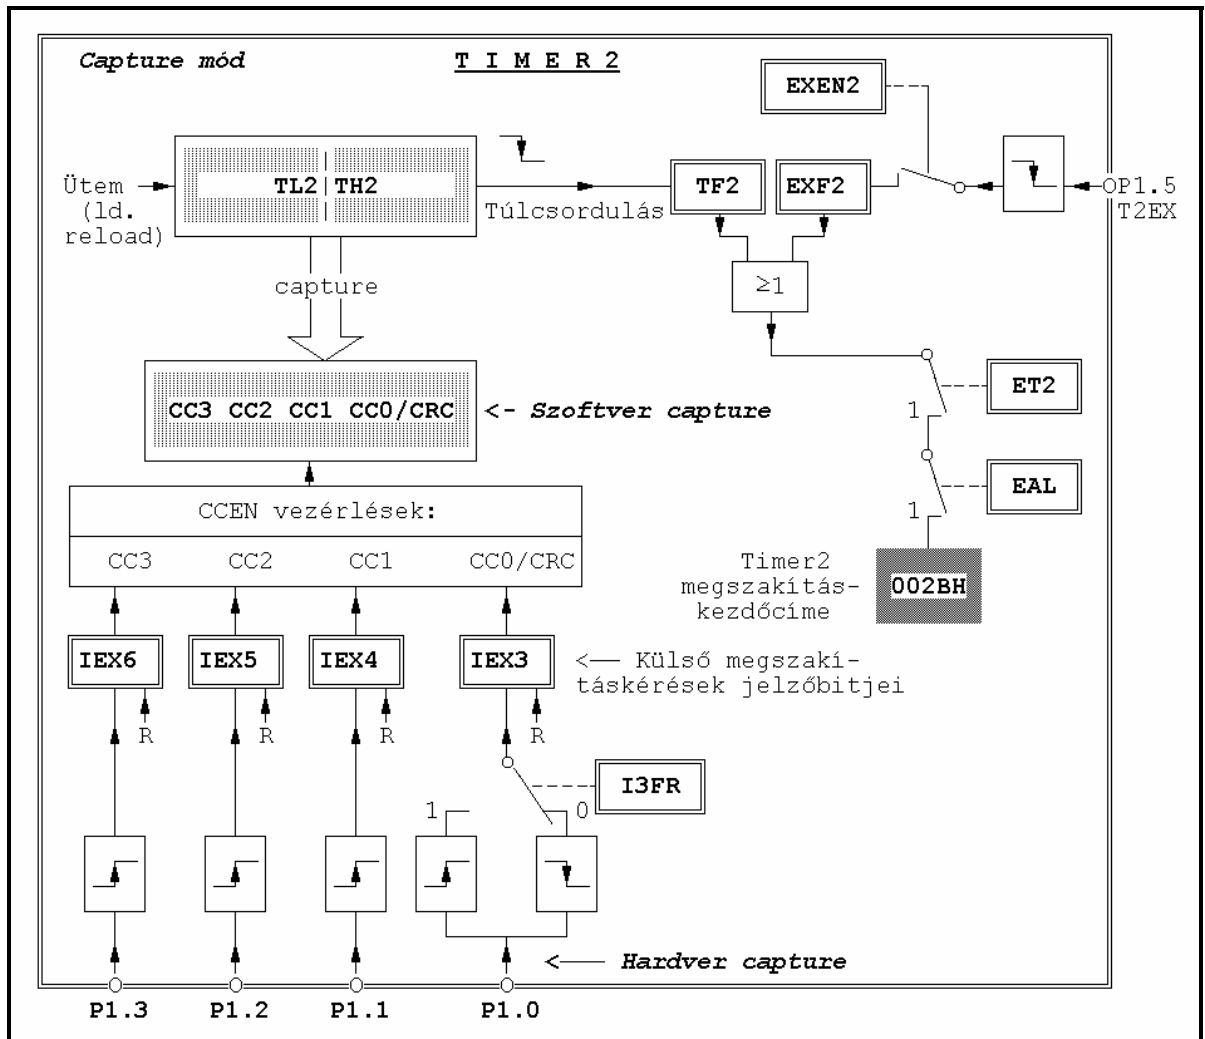 Capture mód
T I M E R 2
EXEN2
Ütem
(ld.
reload)
TL2 TH2
Túlcsordulás
TF2
EXF2
P1.5
T2EX
capture
≥1
CC3 CC2 CC1 CC0/CRC
<- Szoftver capture
ET2
1
EAL
1
CCEN vezérlések:
CC3 CC2 CC1 CC0/CRC
Timer2
megszakítás-
kezdőcíme
002BH
IEX6 IEX5 IEX4 IEX3
<— Külső megszakí-
táskérések jelzőbitjei
R R R R
I3FR
1 0
<— Hardver capture
P1.3 P1.2 P1.1 P1.0